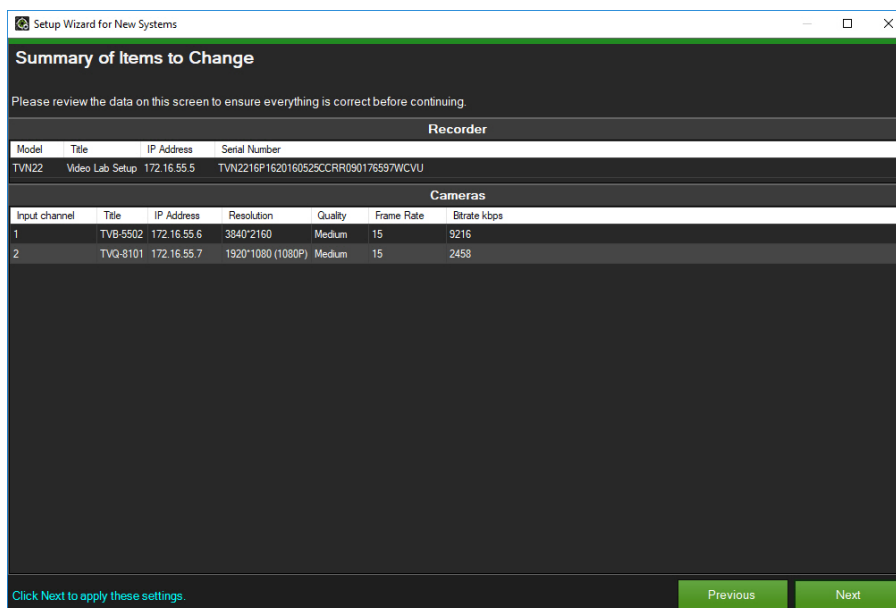 Setup Wizard for New Systems
Summary of Items to Change
Please review the data on this screen to ensure everything is correct before continuing.
Recorder
Model Title IP Address Serial Number
TVN22 Video Lab Setup 172.16.55.5 TVN2216P1620160525CCRR090176597WCVU
Cameras
Input channel Title IP Address Resolution Quality Frame Rate Bitrate kbps
1 TVB-5502 172.16.55.6 3840*2160 Medium 15 9216
2 TVQ-8101 172.16.55.7 1920*1080 (1080P) Medium 15 2458
Click Next to apply these settings.
Previous Next